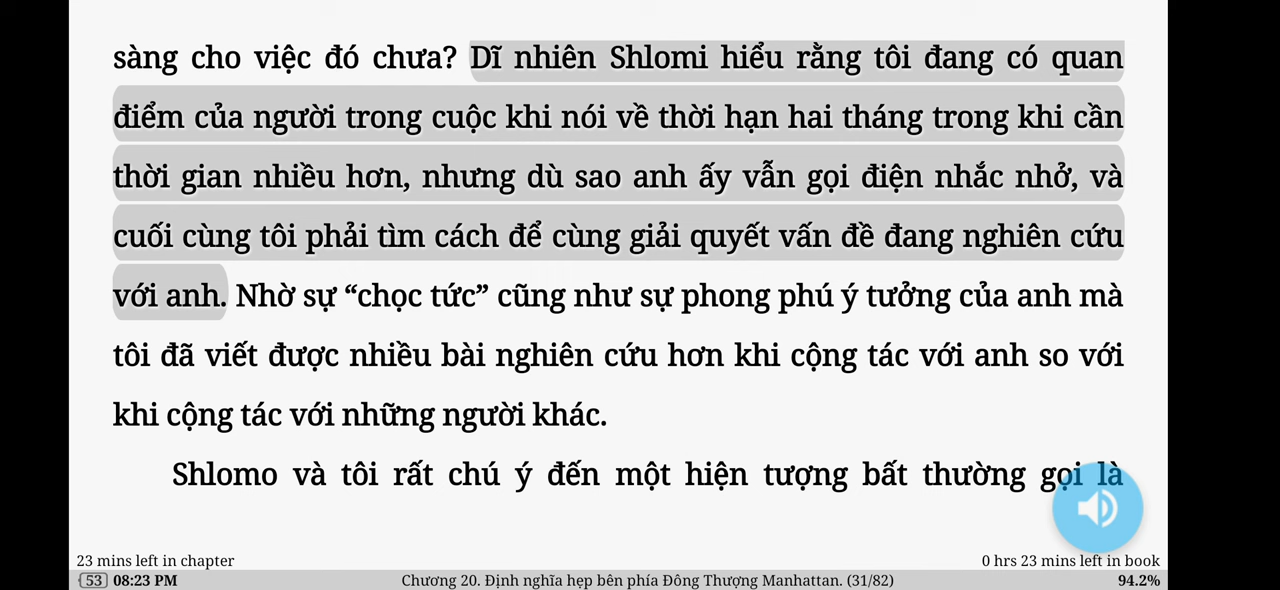 sàng cho việc đó chưa? Dĩ nhiên Shlomi hiểu rằng tôi đang có quan
điểm của người trong cuộc khi nói về thời hạn hai tháng trong khi cần
thời gian nhiều hơn, nhưng dù sao anh ấy vẫn gọi điện nhắc nhở, và
cuối cùng tôi phải tìm cách để cùng giải quyết vấn đề đang nghiên cứu
với anh. Nhờ sự “chọc tức” cũng như sự phong phú ý tưởng của anh mà
tôi đã viết được nhiều bài nghiên cứu hơn khi cộng tác với anh so với
khi cộng tác với những người khác.
Shlomo và tôi rất chú ý đến một hiện tượng bất thường gọi là
23 mins left in chapter 0 hrs 23 mins left in book
53 08:23 PM Chương 20. Định nghĩa hẹp bên phía Đông Thượng Manhattan. (31/82) 94.2%